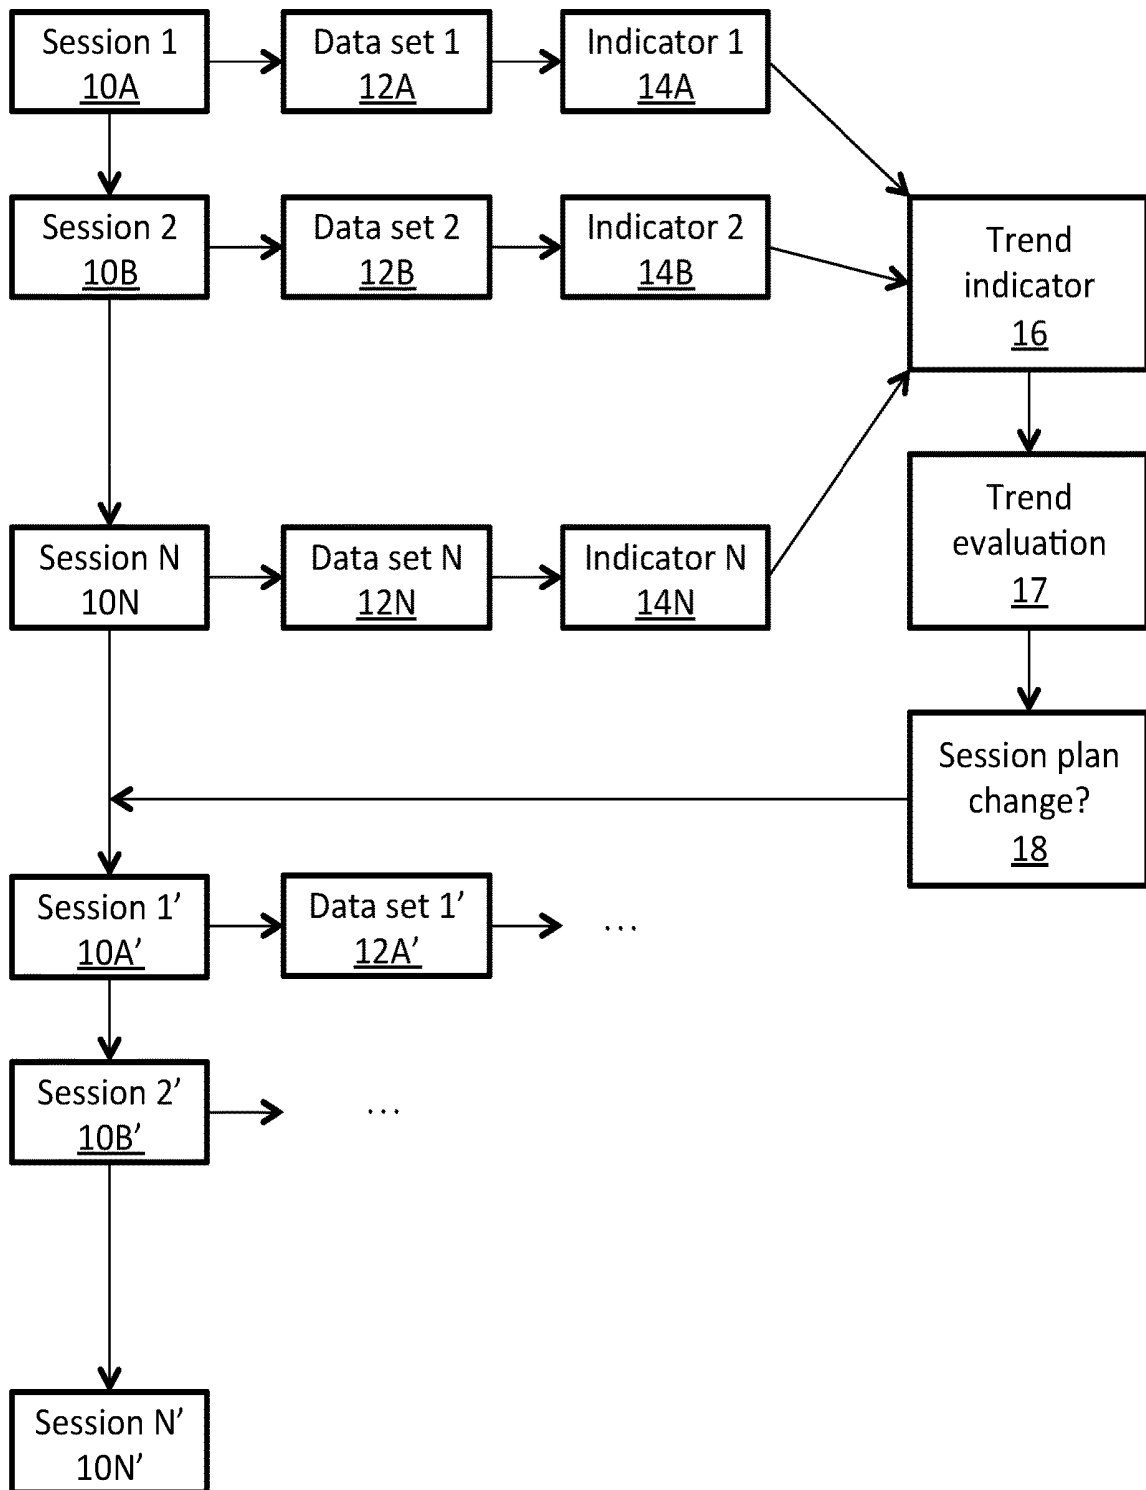 Session 1
10A
Data set 1
12A
Indicator 1
14A
Session 2
10B
Data set 2
12B
Indicator 2
14B
Trend
indicator
16
Session N
10N
Data set N
12N
Indicator N
14N
Trend
evaluation
17
Session plan
change?
18
Session 1’
10A’
Data set 1’
12A’
...
Session 2’
10B’
...
Session N’
10N’